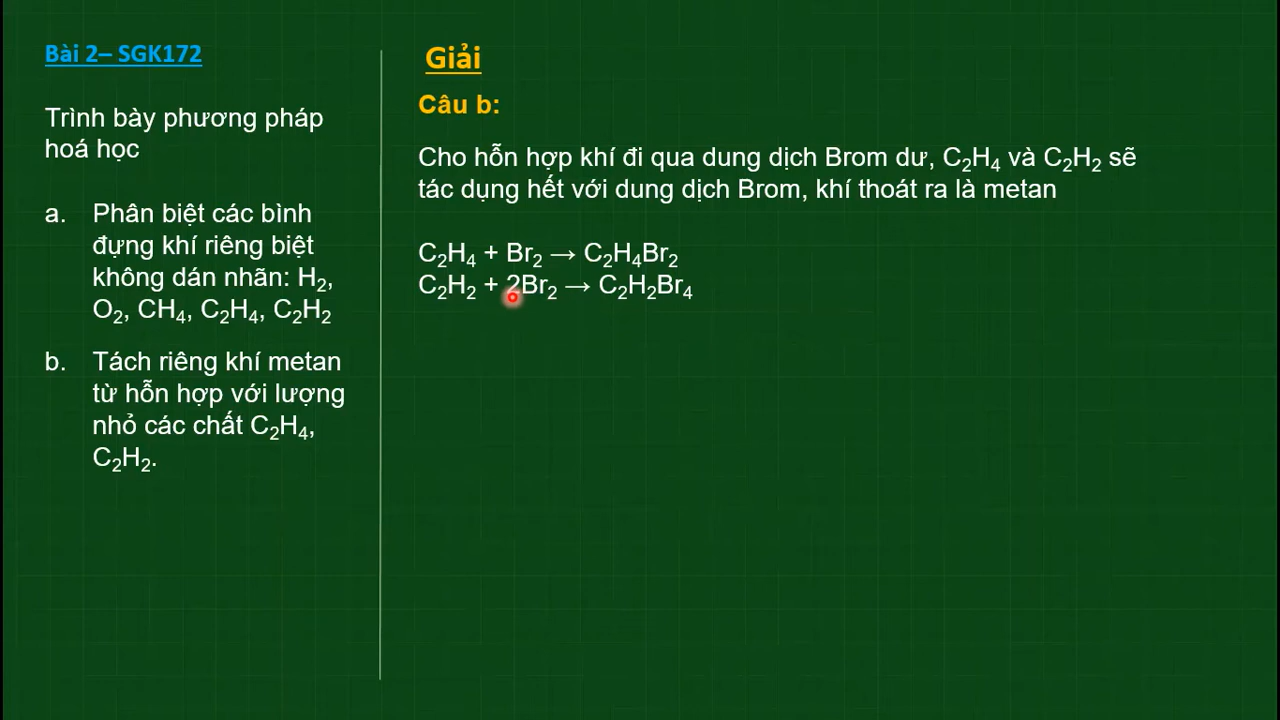 Bài 2– SGK172
Trình bày phương pháp
hoá học
a. Phân biệt các bình
đựng khí riêng biệt
không dán nhãn: H₂,
O₂, CH₄, C₂H₄, C₂H₂
b. Tách riêng khí metan
từ hỗn hợp với lượng
nhỏ các chất C₂H₄,
C₂H₂.
Giải
Câu b:
Cho hỗn hợp khí đi qua dung dịch Brom dư, C₂H₄ và C₂H₂ sẽ
tác dụng hết với dung dịch Brom, khí thoát ra là metan
C₂H₄ + Br₂ → C₂H₄Br₂
C₂H₂ + 2Br₂ → C₂H₂Br₄